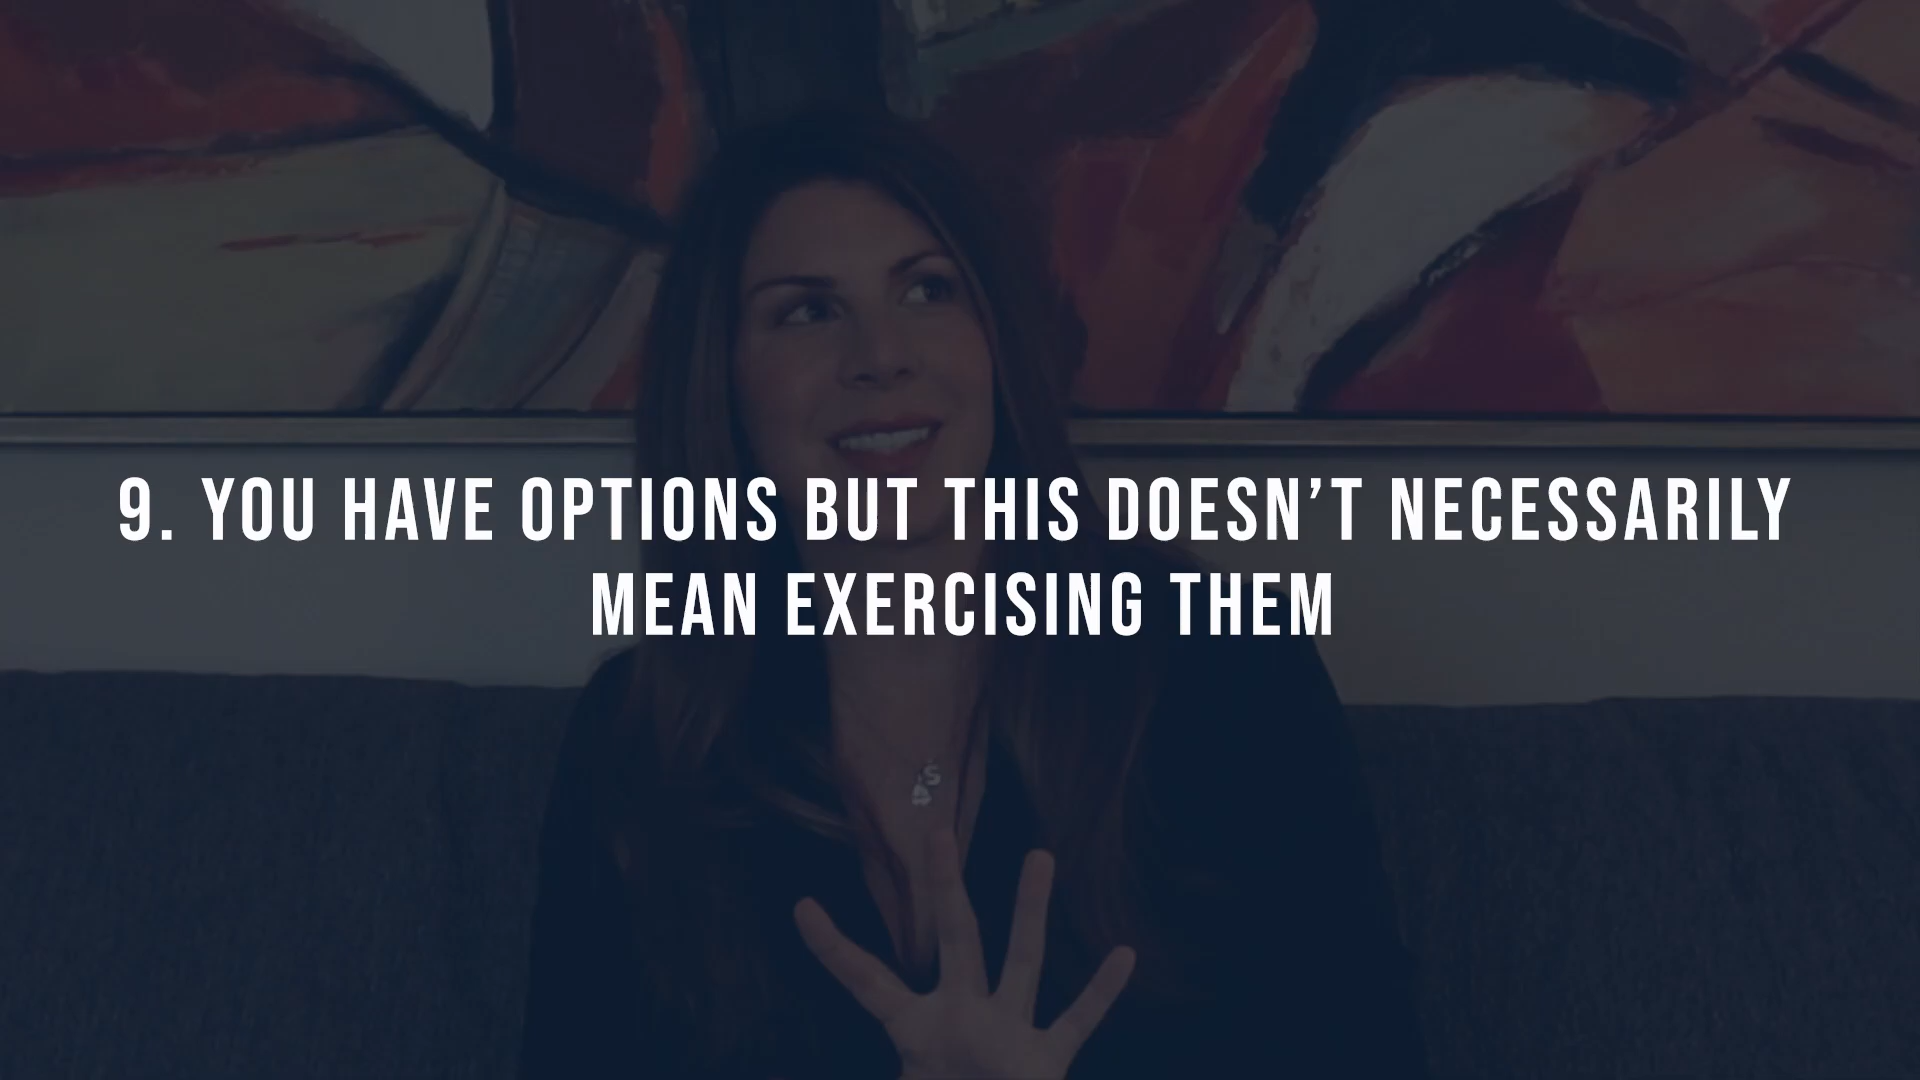 9. YOU HAVE OPTIONS BUT THIS DOESN’T NECESSARILY
MEAN EXERCISING THEM
S